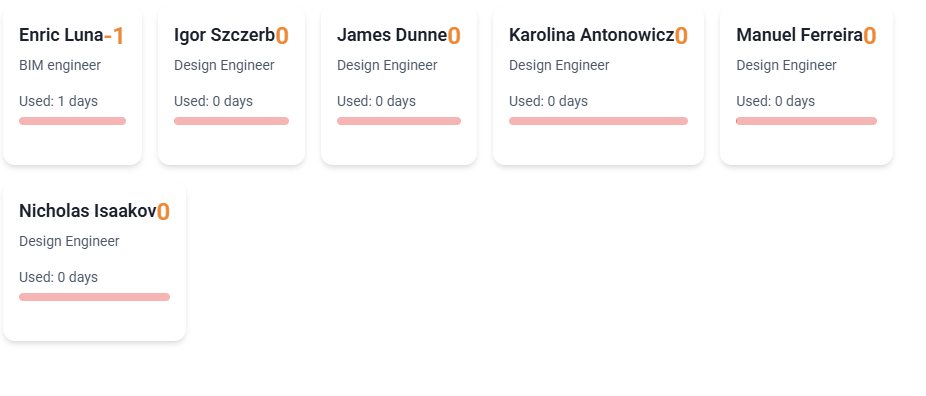 Enric Luna-1
BIM engineer
Used: 1 days
Igor Szczerb0
Design Engineer
Used: 0 days
James Dunne0
Design Engineer
Used: 0 days
Karolina Antonowicz0
Design Engineer
Used: 0 days
Manuel Ferreira0
Design Engineer
Used: 0 days
Nicholas Isaakov0
Design Engineer
Used: 0 days